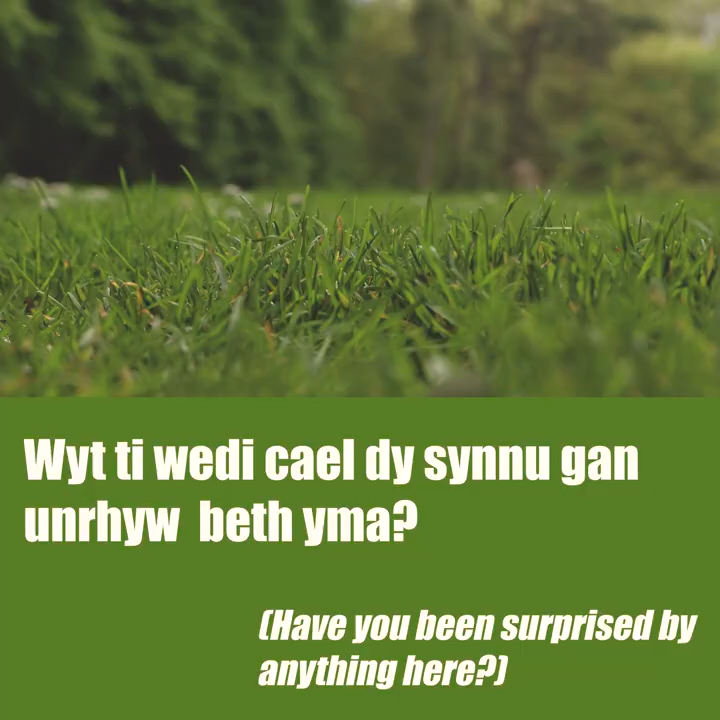 Wyt ti wedi cael dy synnu gan
unrhyw beth yma?
(Have you been surprised by
anything here?)